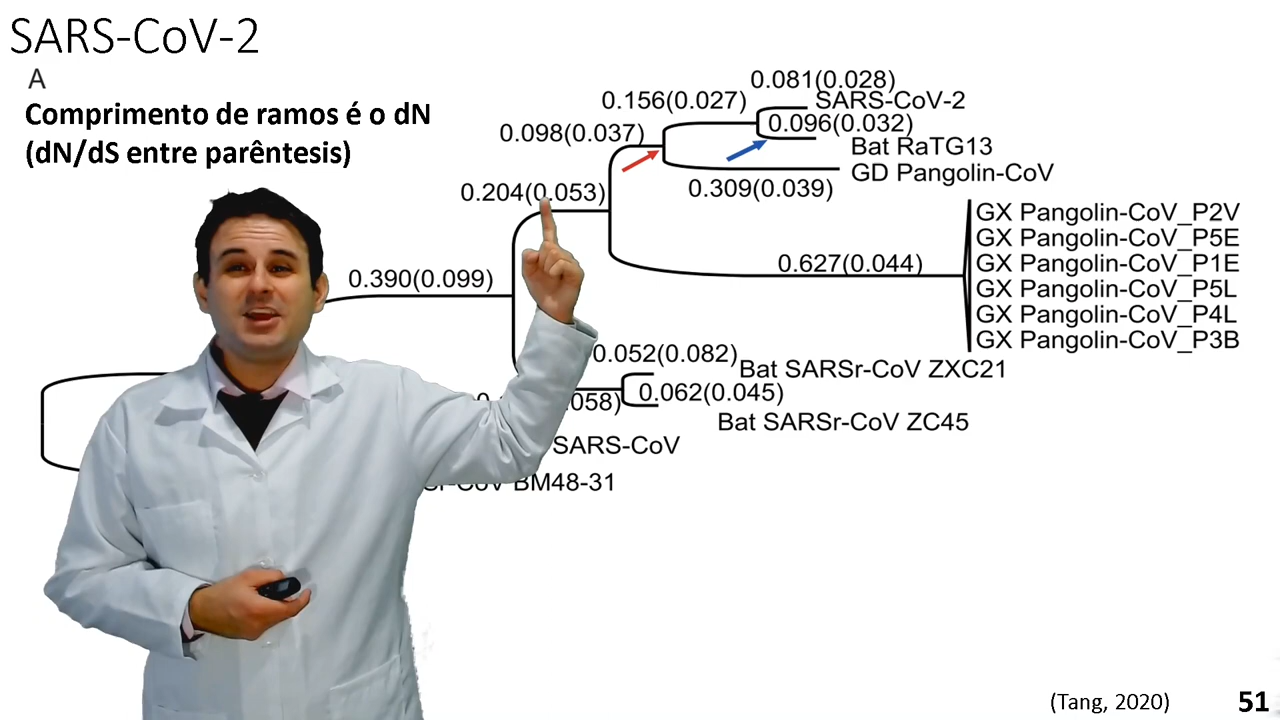 SARS-CoV-2
A
Comprimento de ramos é o dN
(dN/dS entre parêntesis)
0.081(0.028)
0.156(0.027)
SARS-CoV-2
0.096(0.032)
0.098(0.037)
Bat RaTG13
GD Pangolin-CoV
0.309(0.039)
0.204(0.053)
GX Pangolin-CoV_P2V
GX Pangolin-CoV_P5E
GX Pangolin-CoV_P1E
GX Pangolin-CoV_P5L
GX Pangolin-CoV_P4L
GX Pangolin-CoV_P3B
0.627(0.044)
0.390(0.099)
0.052(0.082)
Bat SARSr-CoV ZXC21
0.062(0.045)
058)
Bat SARSr-CoV ZC45
SARS-CoV
BM48-31
(Tang, 2020)
51